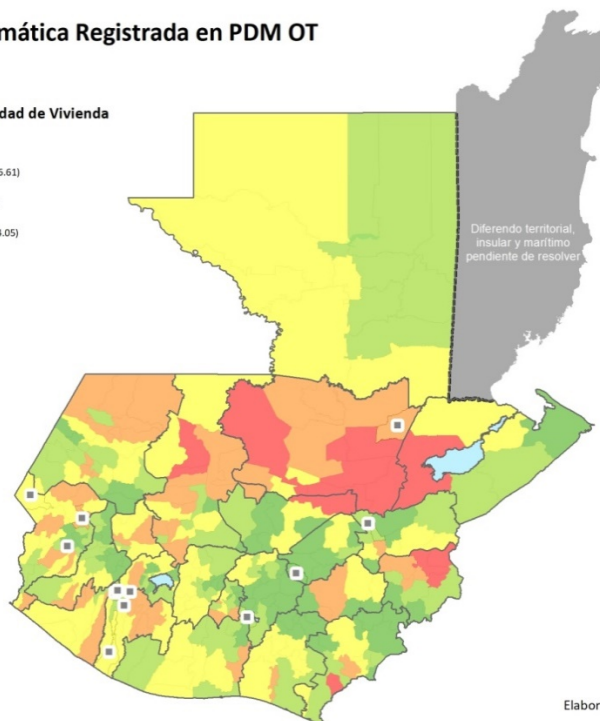 mática Registrada en PDM OT
dad de Vivienda
5.61)
.05)
Diferendo territorial,
insular y marítimo
pendiente de resolver
Elabor